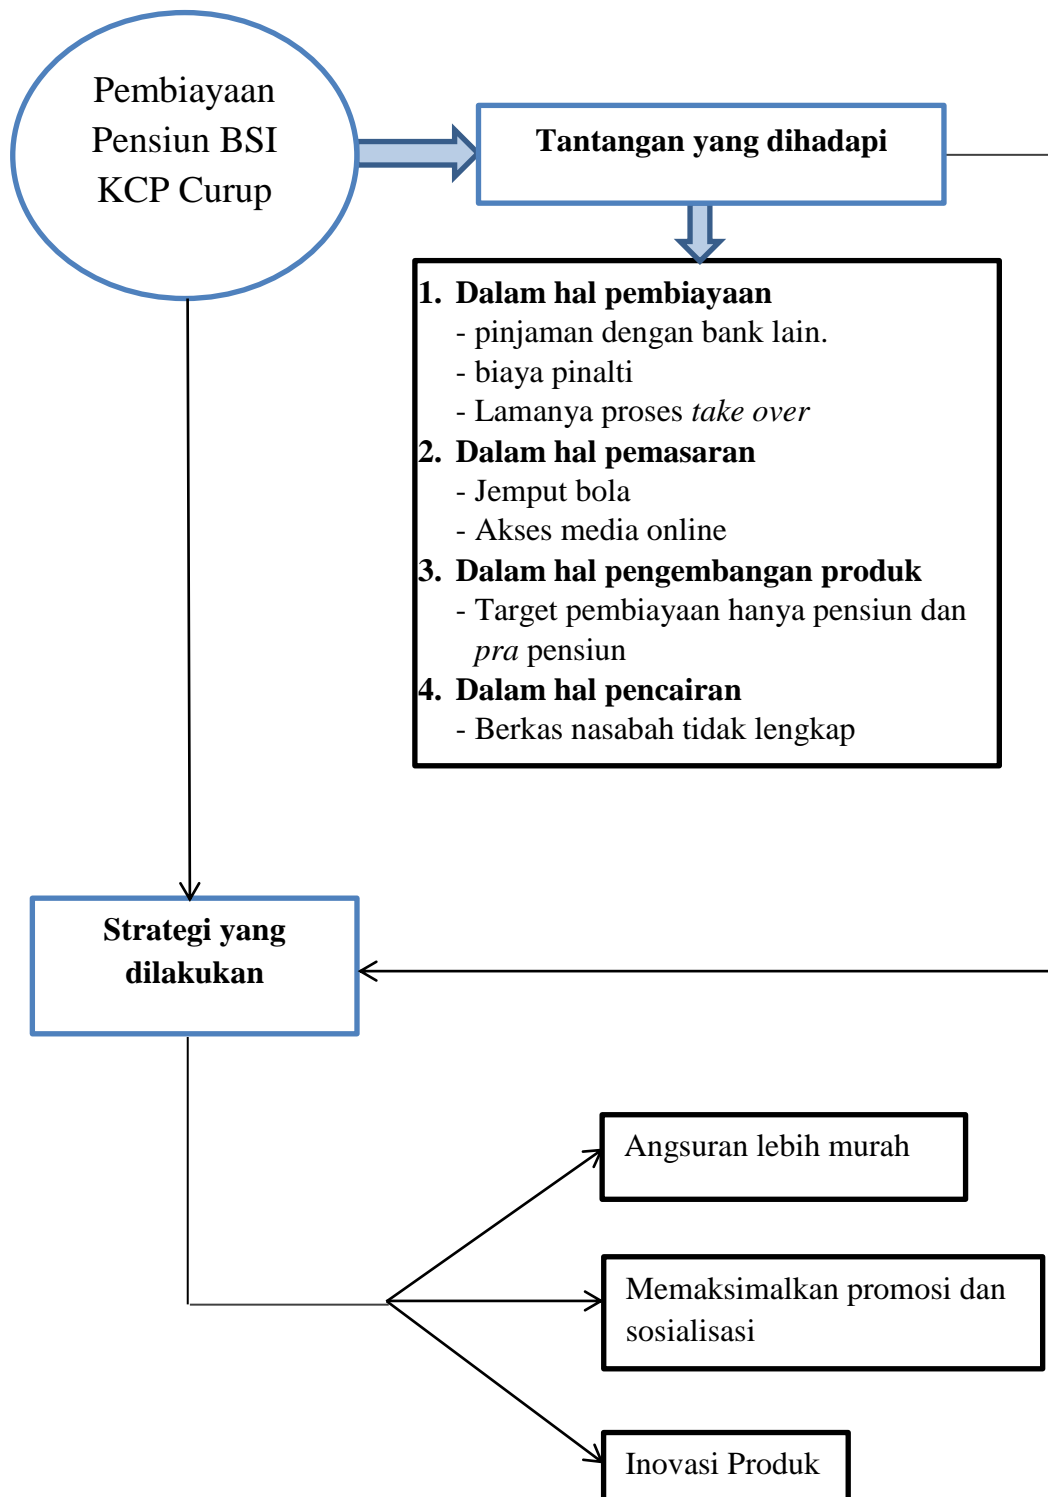 Pembiayaan
Pensiun BSI
KCP Curup
Tantangan yang dihadapi
1. Dalam hal pembiayaan
- pinjaman dengan bank lain.
- biaya pinalti
- Lamanya proses take over
2. Dalam hal pemasaran
- Jemput bola
- Akses media online
3. Dalam hal pengembangan produk
- Target pembiayaan hanya pensiun dan
pra pensiun
4. Dalam hal pencairan
- Berkas nasabah tidak lengkap
Strategi yang
dilakukan
Angsuran lebih murah
Memaksimalkan promosi dan
sosialisasi
Inovasi Produk